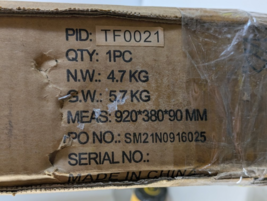 PID: TF0021
QTY: 1PC
N.W.: 4.7 KG
G.W.: 5.7 KG
MEAS: 920*380*90 MM
PO NO.: SM21N0916025
SERIAL NO.:
MADE IN CHINA